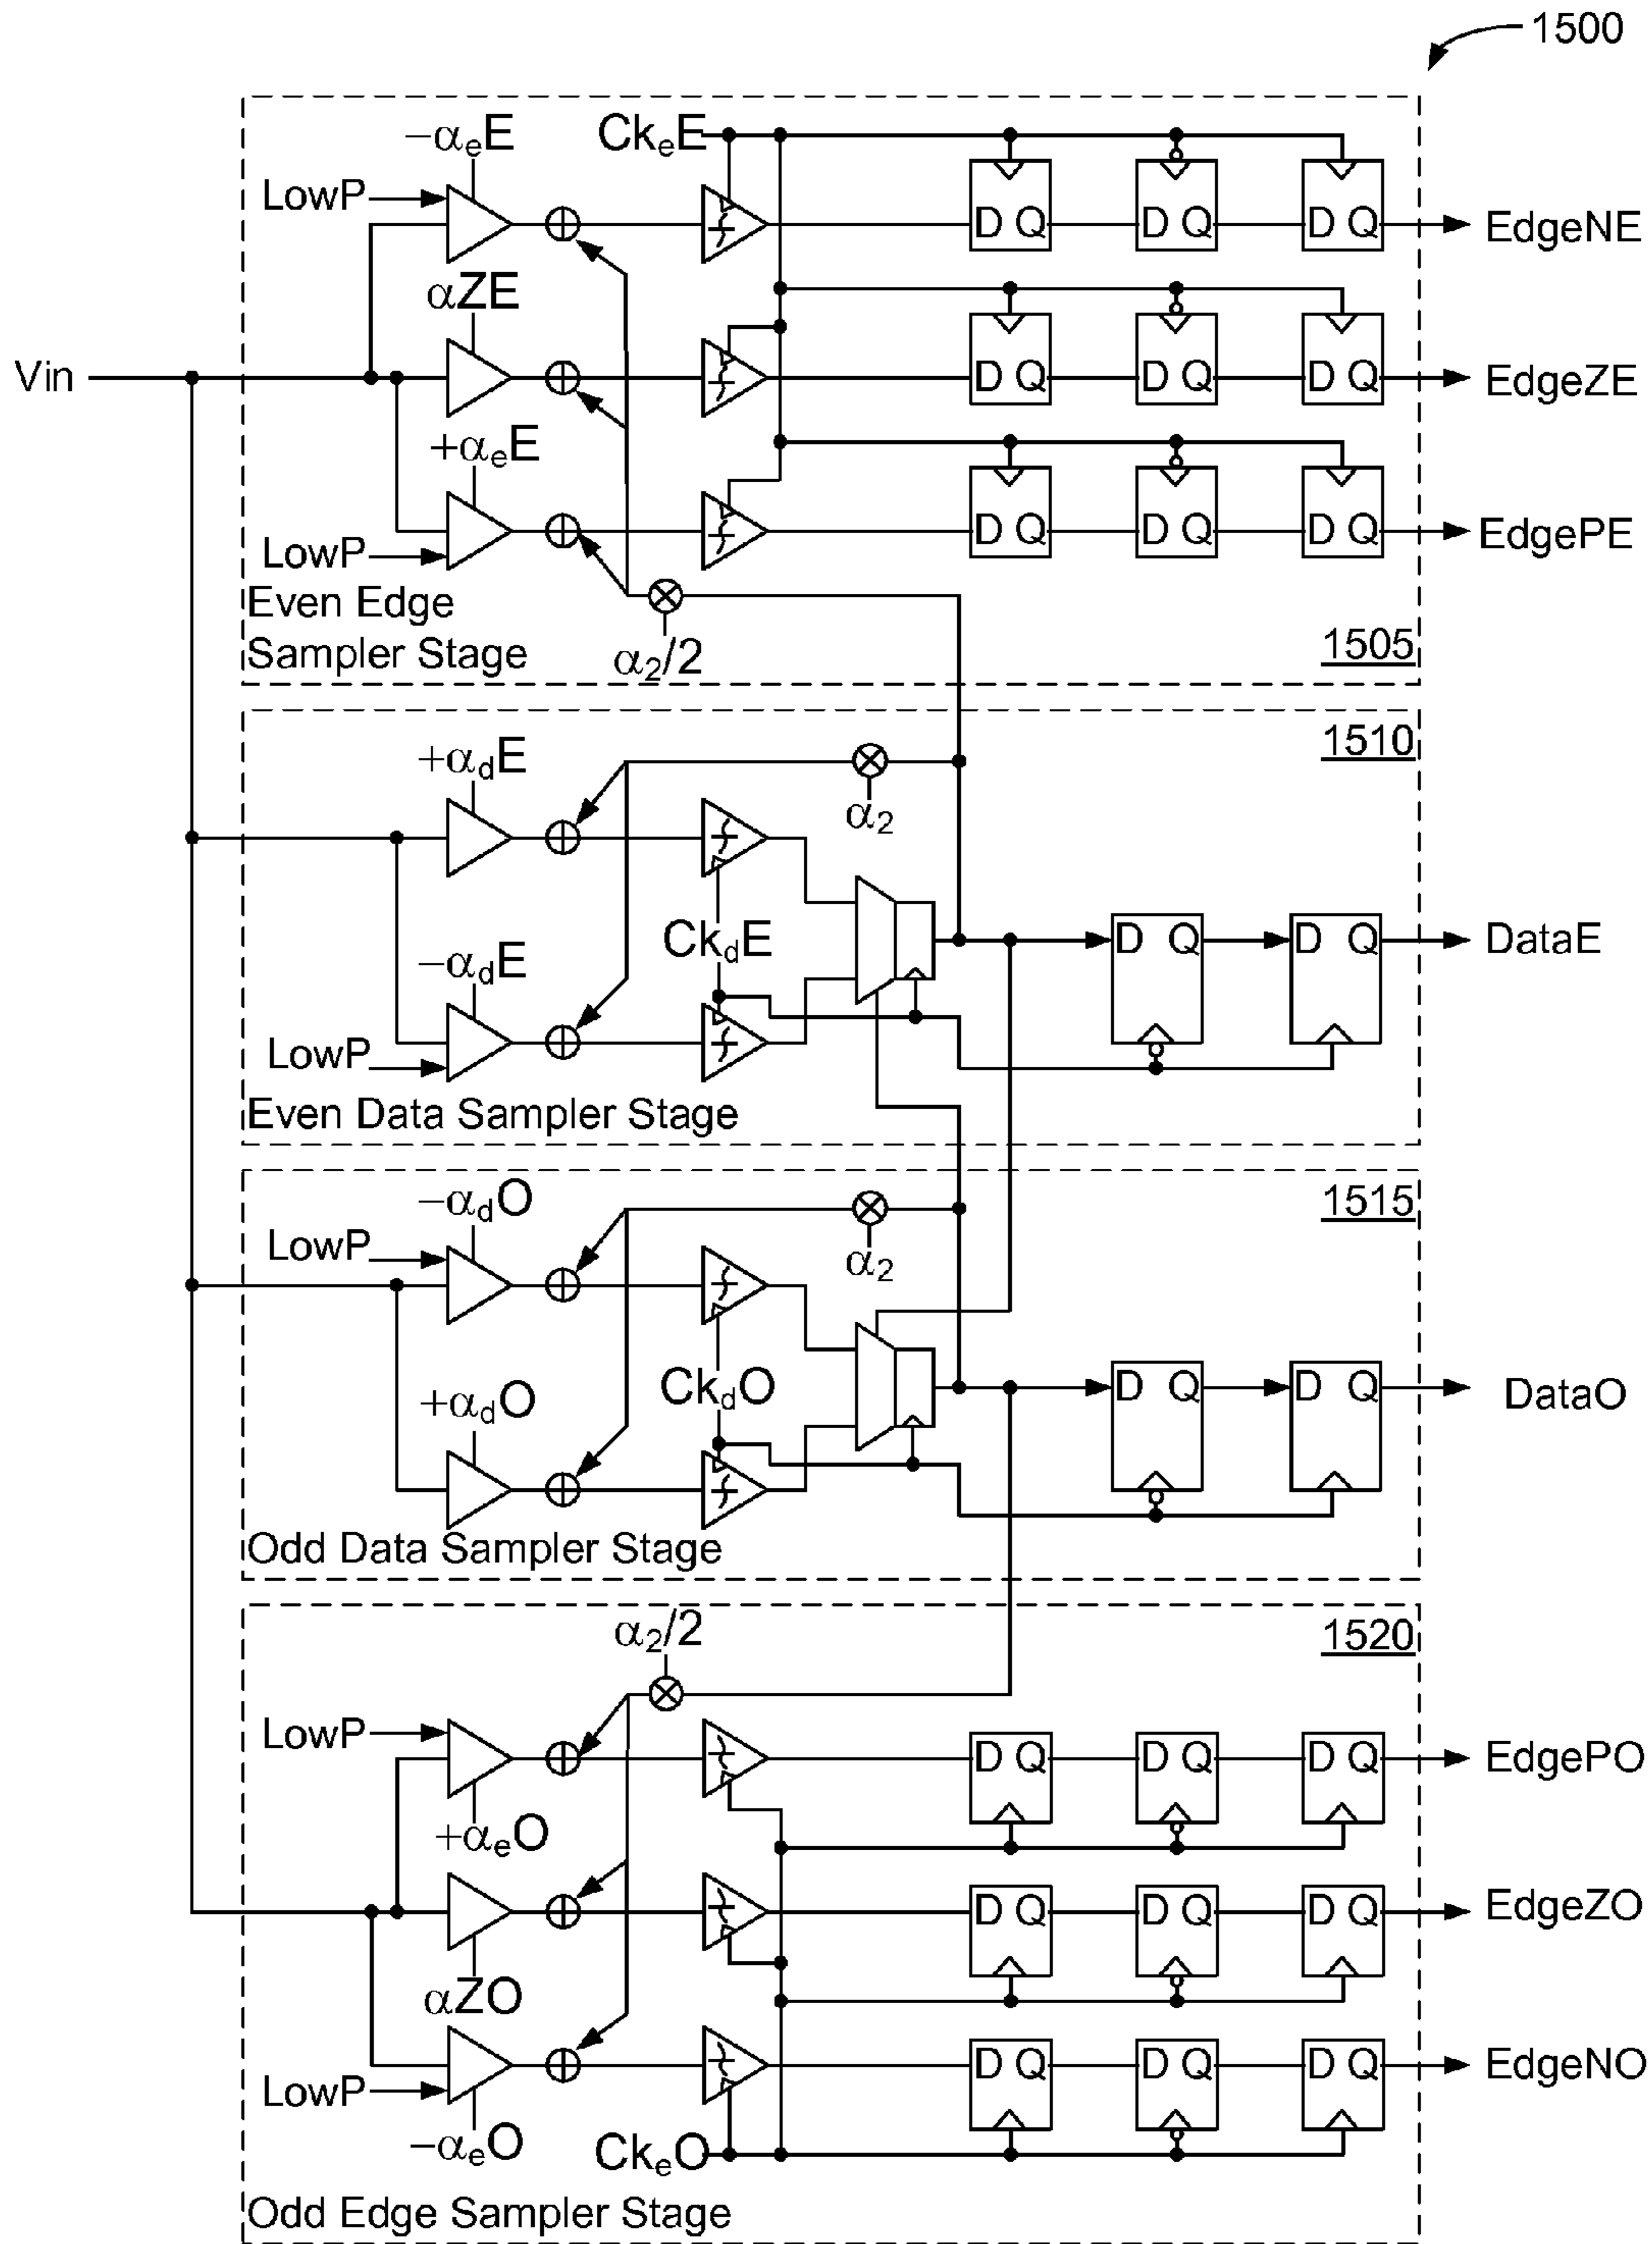 1500
−αeE
CkeE
LowP
D Q
D Q
D Q
EdgeNE
αZE
Vin
D Q
D Q
D Q
EdgeZE
+αeE
LowP
D Q
D Q
D Q
EdgePE
Even Edge
Sampler Stage
α2/2
1505
1510
+αdE
α2
CkdE
−αdE
D Q
D Q
DataE
LowP
Even Data Sampler Stage
1515
−αdO
LowP
α2
CkdO
+αdO
D Q
D Q
DataO
Odd Data Sampler Stage
1520
α2/2
LowP
D Q
D Q
D Q
EdgePO
+αeO
D Q
D Q
D Q
EdgeZO
αZO
LowP
D Q
D Q
D Q
EdgeNO
−αeO
CkeO
Odd Edge Sampler Stage